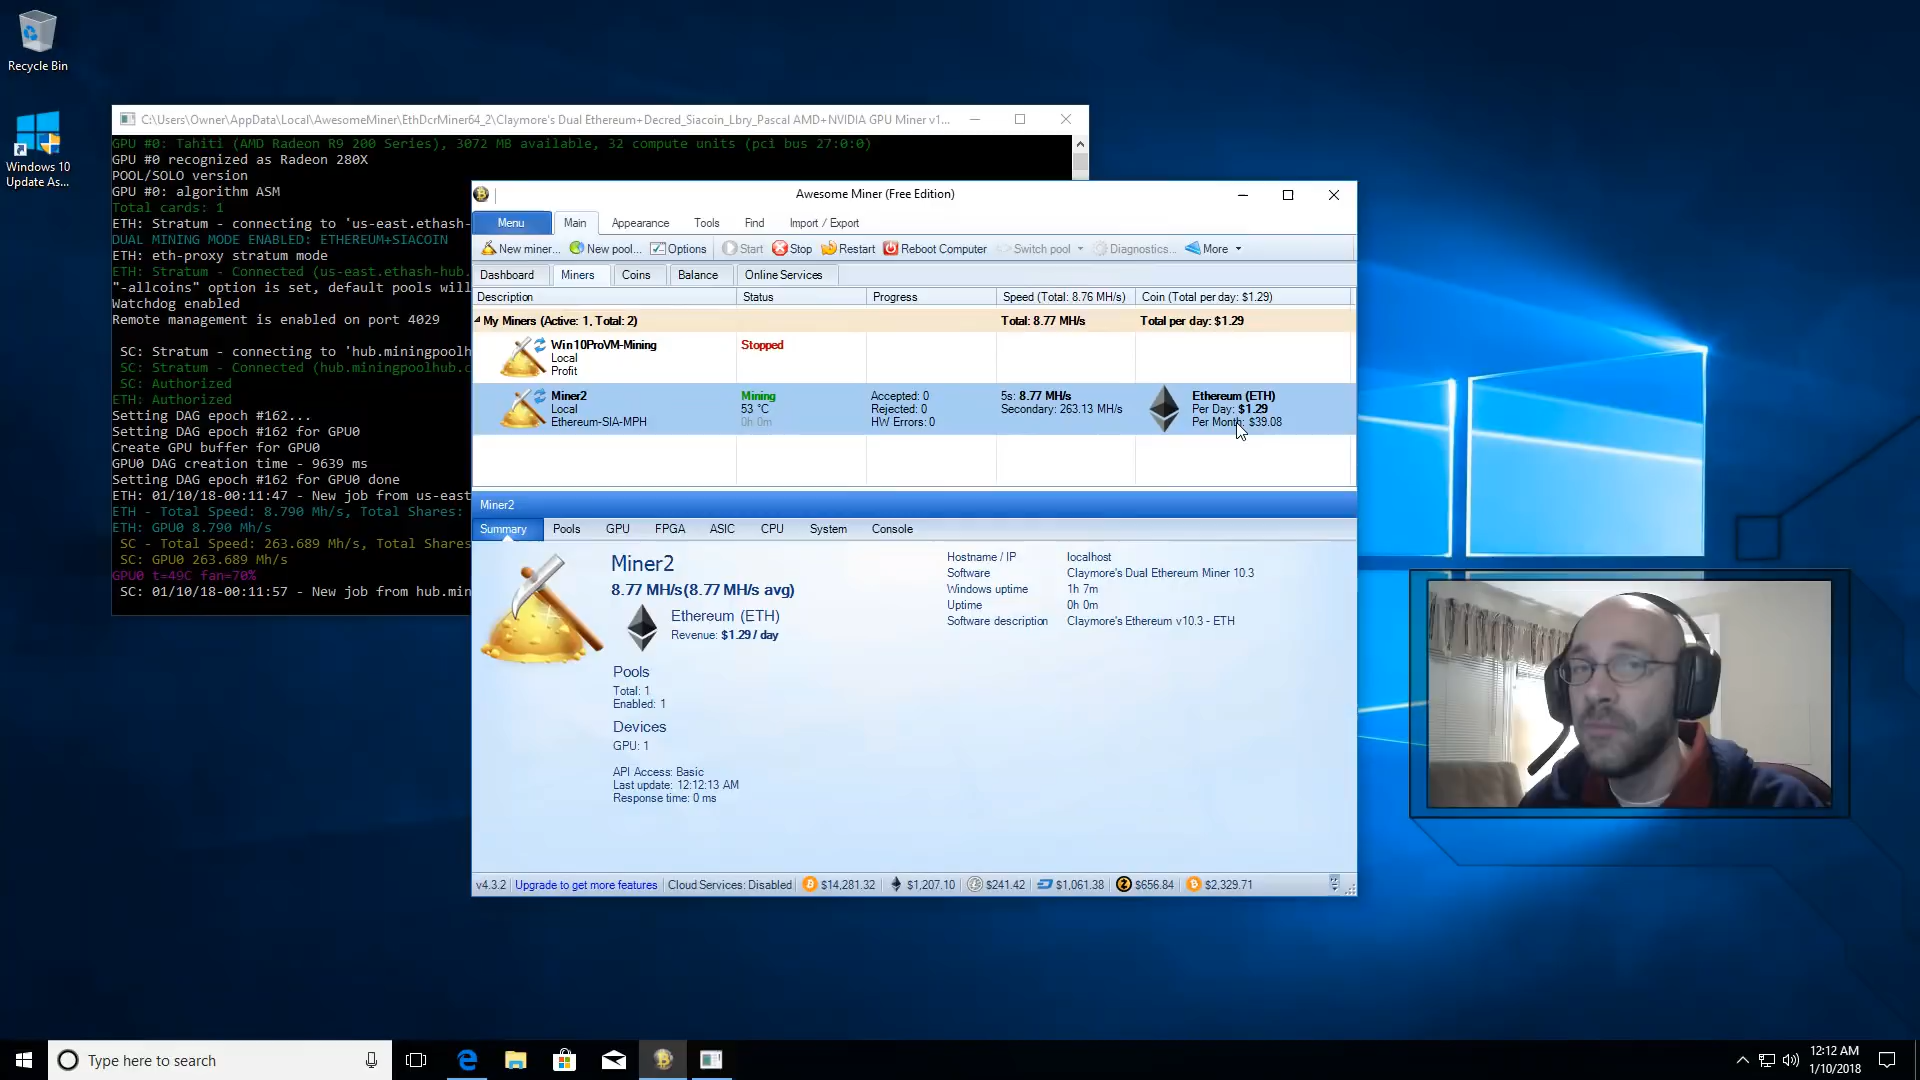 Recycle Bin
Windows 10
Update As...
C:\Users\Owner\AppData\Local\AwesomeMiner\EthDcrMiner64_2\Claymore's Dual Ethereum+Decred_Siacoin_Lbry_Pascal AMD+NVIDIA GPU Miner v1...
GPU #0: Tahiti (AMD Radeon R9 200 Series), 3072 MB available, 32 compute units (pci bus 27:0:0)
GPU #0 recognized as Radeon 280X
POOL/SOLO version
GPU #0: algorithm ASM
Total cards: 1
ETH: Stratum - connecting to 'us-east.ethash-
DUAL MINING MODE ENABLED: ETHEREUM+SIACOIN
ETH: eth-proxy stratum mode
ETH: Stratum - Connected (us-east.ethash-hub.
"-allcoins" option is set, default pools will
Watchdog enabled
Remote management is enabled on port 4029
SC: Stratum - connecting to 'hub.miningpoolh
SC: Stratum - Connected (hub.miningpoolhub.c
SC: Authorized
ETH: Authorized
Setting DAG epoch #162...
Setting DAG epoch #162 for GPU0
Create GPU buffer for GPU0
GPU0 DAG creation time - 9639 ms
Setting DAG epoch #162 for GPU0 done
ETH: 01/10/18-00:11:47 - New job from us-east
ETH - Total Speed: 8.790 Mh/s, Total Shares:
ETH: GPU0 8.790 Mh/s
SC - Total Speed: 263.689 Mh/s, Total Shares
SC: GPU0 263.689 Mh/s
GPU0 t=49C fan=70%
SC: 01/10/18-00:11:57 - New job from hub.min
Awesome Miner (Free Edition)
Menu Main Appearance Tools Find Import / Export
New miner... New pool... Options Start Stop Restart Reboot Computer Switch pool Diagnostics... More
Dashboard Miners Coins Balance Online Services
Description Status Progress Speed (Total: 8.76 MH/s) Coin (Total per day: $1.29)
My Miners (Active: 1, Total: 2) Total: 8.77 MH/s Total per day: $1.29
Win10ProVM-Mining Stopped
Local
Profit
Miner2 Mining Accepted: 0 5s: 8.77 MH/s Ethereum (ETH)
Local 53 °C Rejected: 0 Secondary: 263.13 MH/s Per Day: $1.29
Ethereum-SIA-MPH 0h 0m HW Errors: 0 Per Month: $39.08
Miner2
Summary Pools GPU FPGA ASIC CPU System Console
Miner2
8.77 MH/s(8.77 MH/s avg)
Ethereum (ETH)
Revenue: $1.29 / day
Pools
Total: 1
Enabled: 1
Devices
GPU: 1
API Access: Basic
Last update: 12:12:13 AM
Response time: 0 ms
Hostname / IP localhost
Software Claymore's Dual Ethereum Miner 10.3
Windows uptime 1h 7m
Uptime 0h 0m
Software description Claymore's Ethereum v10.3 - ETH
v4.3.2 Upgrade to get more features Cloud Services: Disabled $14,281.32 $1,207.10 $241.42 $1,061.38 $656.84 $2,329.71
Type here to search
12:12 AM
1/10/2018